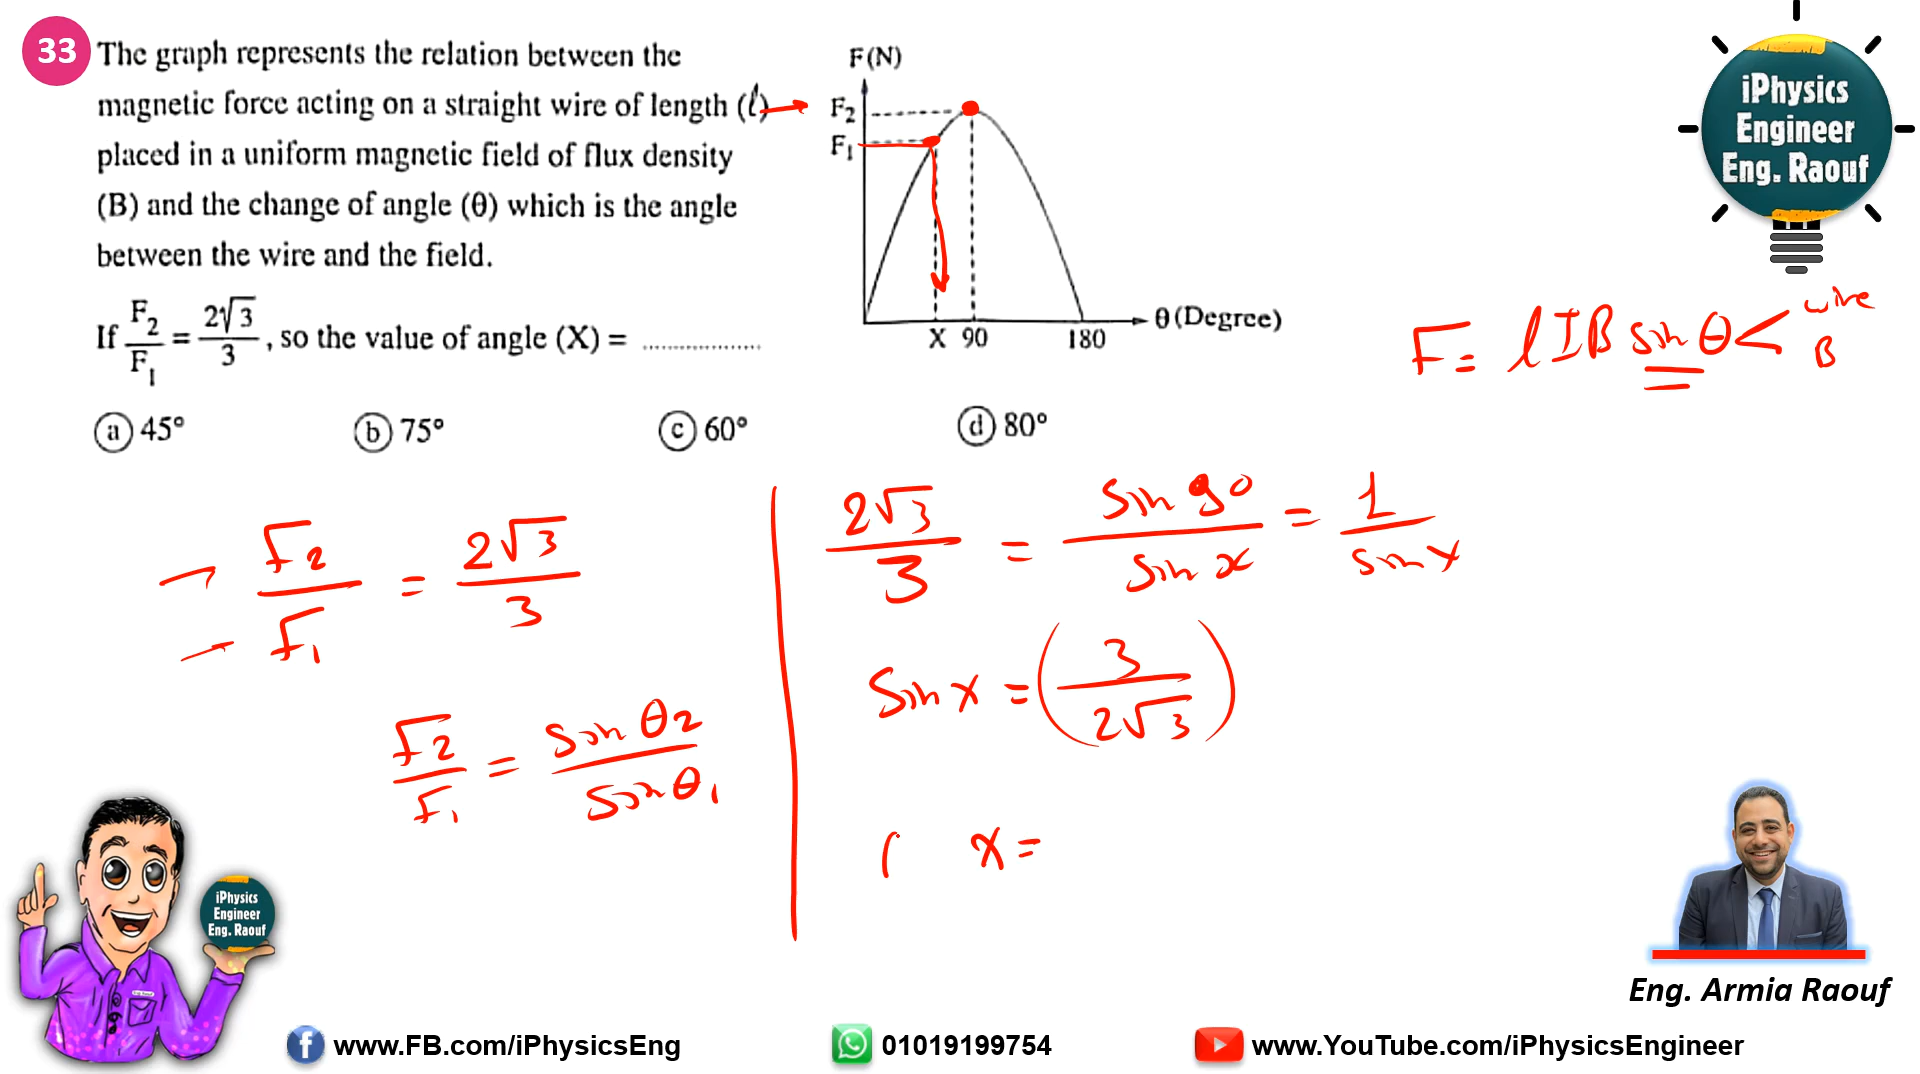 33 The graph represents the relation between the
magnetic force acting on a straight wire of length (ℓ)
placed in a uniform magnetic field of flux density
(B) and the change of angle (θ) which is the angle
between the wire and the field.
If F₂/F₁ = 2√3/3 , so the value of angle (X) = ....................
ⓐ 45° ⓑ 75° ⓒ 60° ⓓ 80°
F(N)
F₂
F₁
X 90 180 θ(Degree)
iPhysics
Engineer
Eng. Raouf
F = ℓIB sin θ < wire
B
F₂/F₁ = 2√3/3
F₂/F₁ = sin θ2/sin θ₁
2√3/3 = sin 90/sin x = 1/sin x
Sin x = (3/2√3)
( x =
iPhysics
Engineer
Eng. Raouf
Eng. Armia Raouf
www.FB.com/iPhysicsEng
01019199754
www.YouTube.com/iPhysicsEngineer